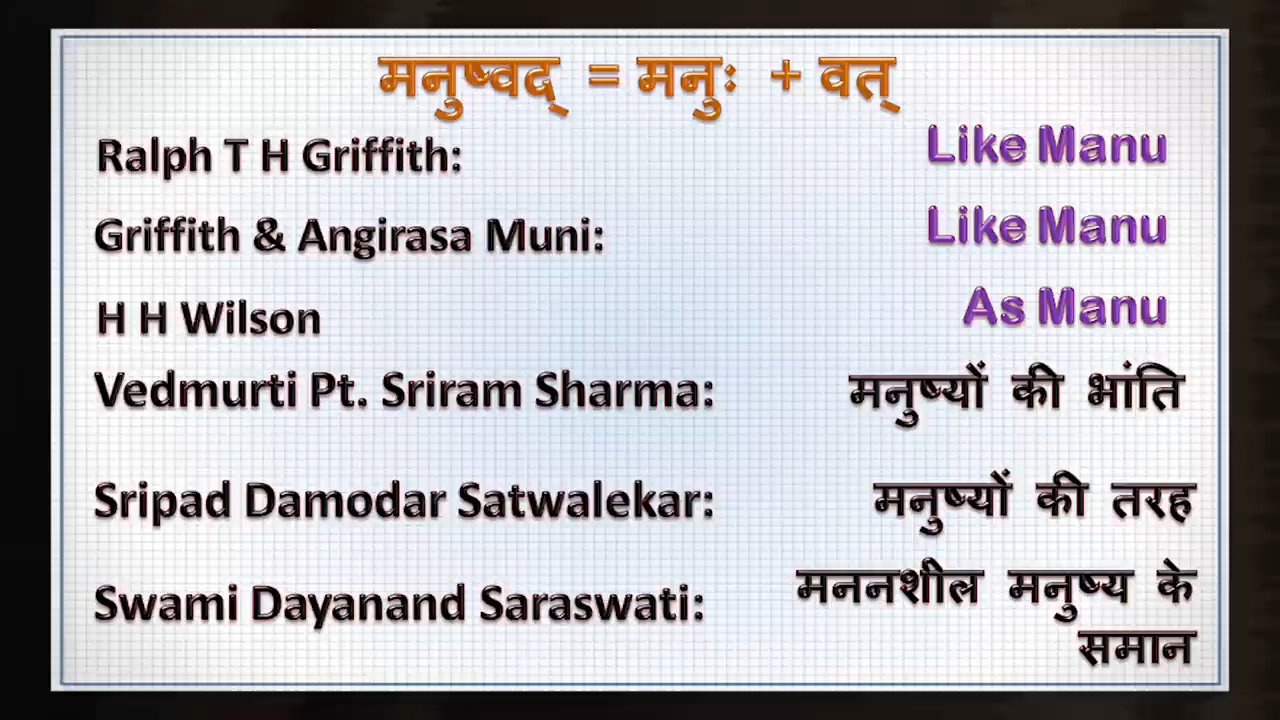 मनुष्वद् = मनुः + वत्
Ralph T H Griffith: Like Manu
Griffith & Angirasa Muni: Like Manu
H H Wilson As Manu
Vedmurti Pt. Sriram Sharma: मनुष्यों की भांति
Sripad Damodar Satwalekar: मनुष्यों की तरह
Swami Dayanand Saraswati: मननशील मनुष्य के
समान